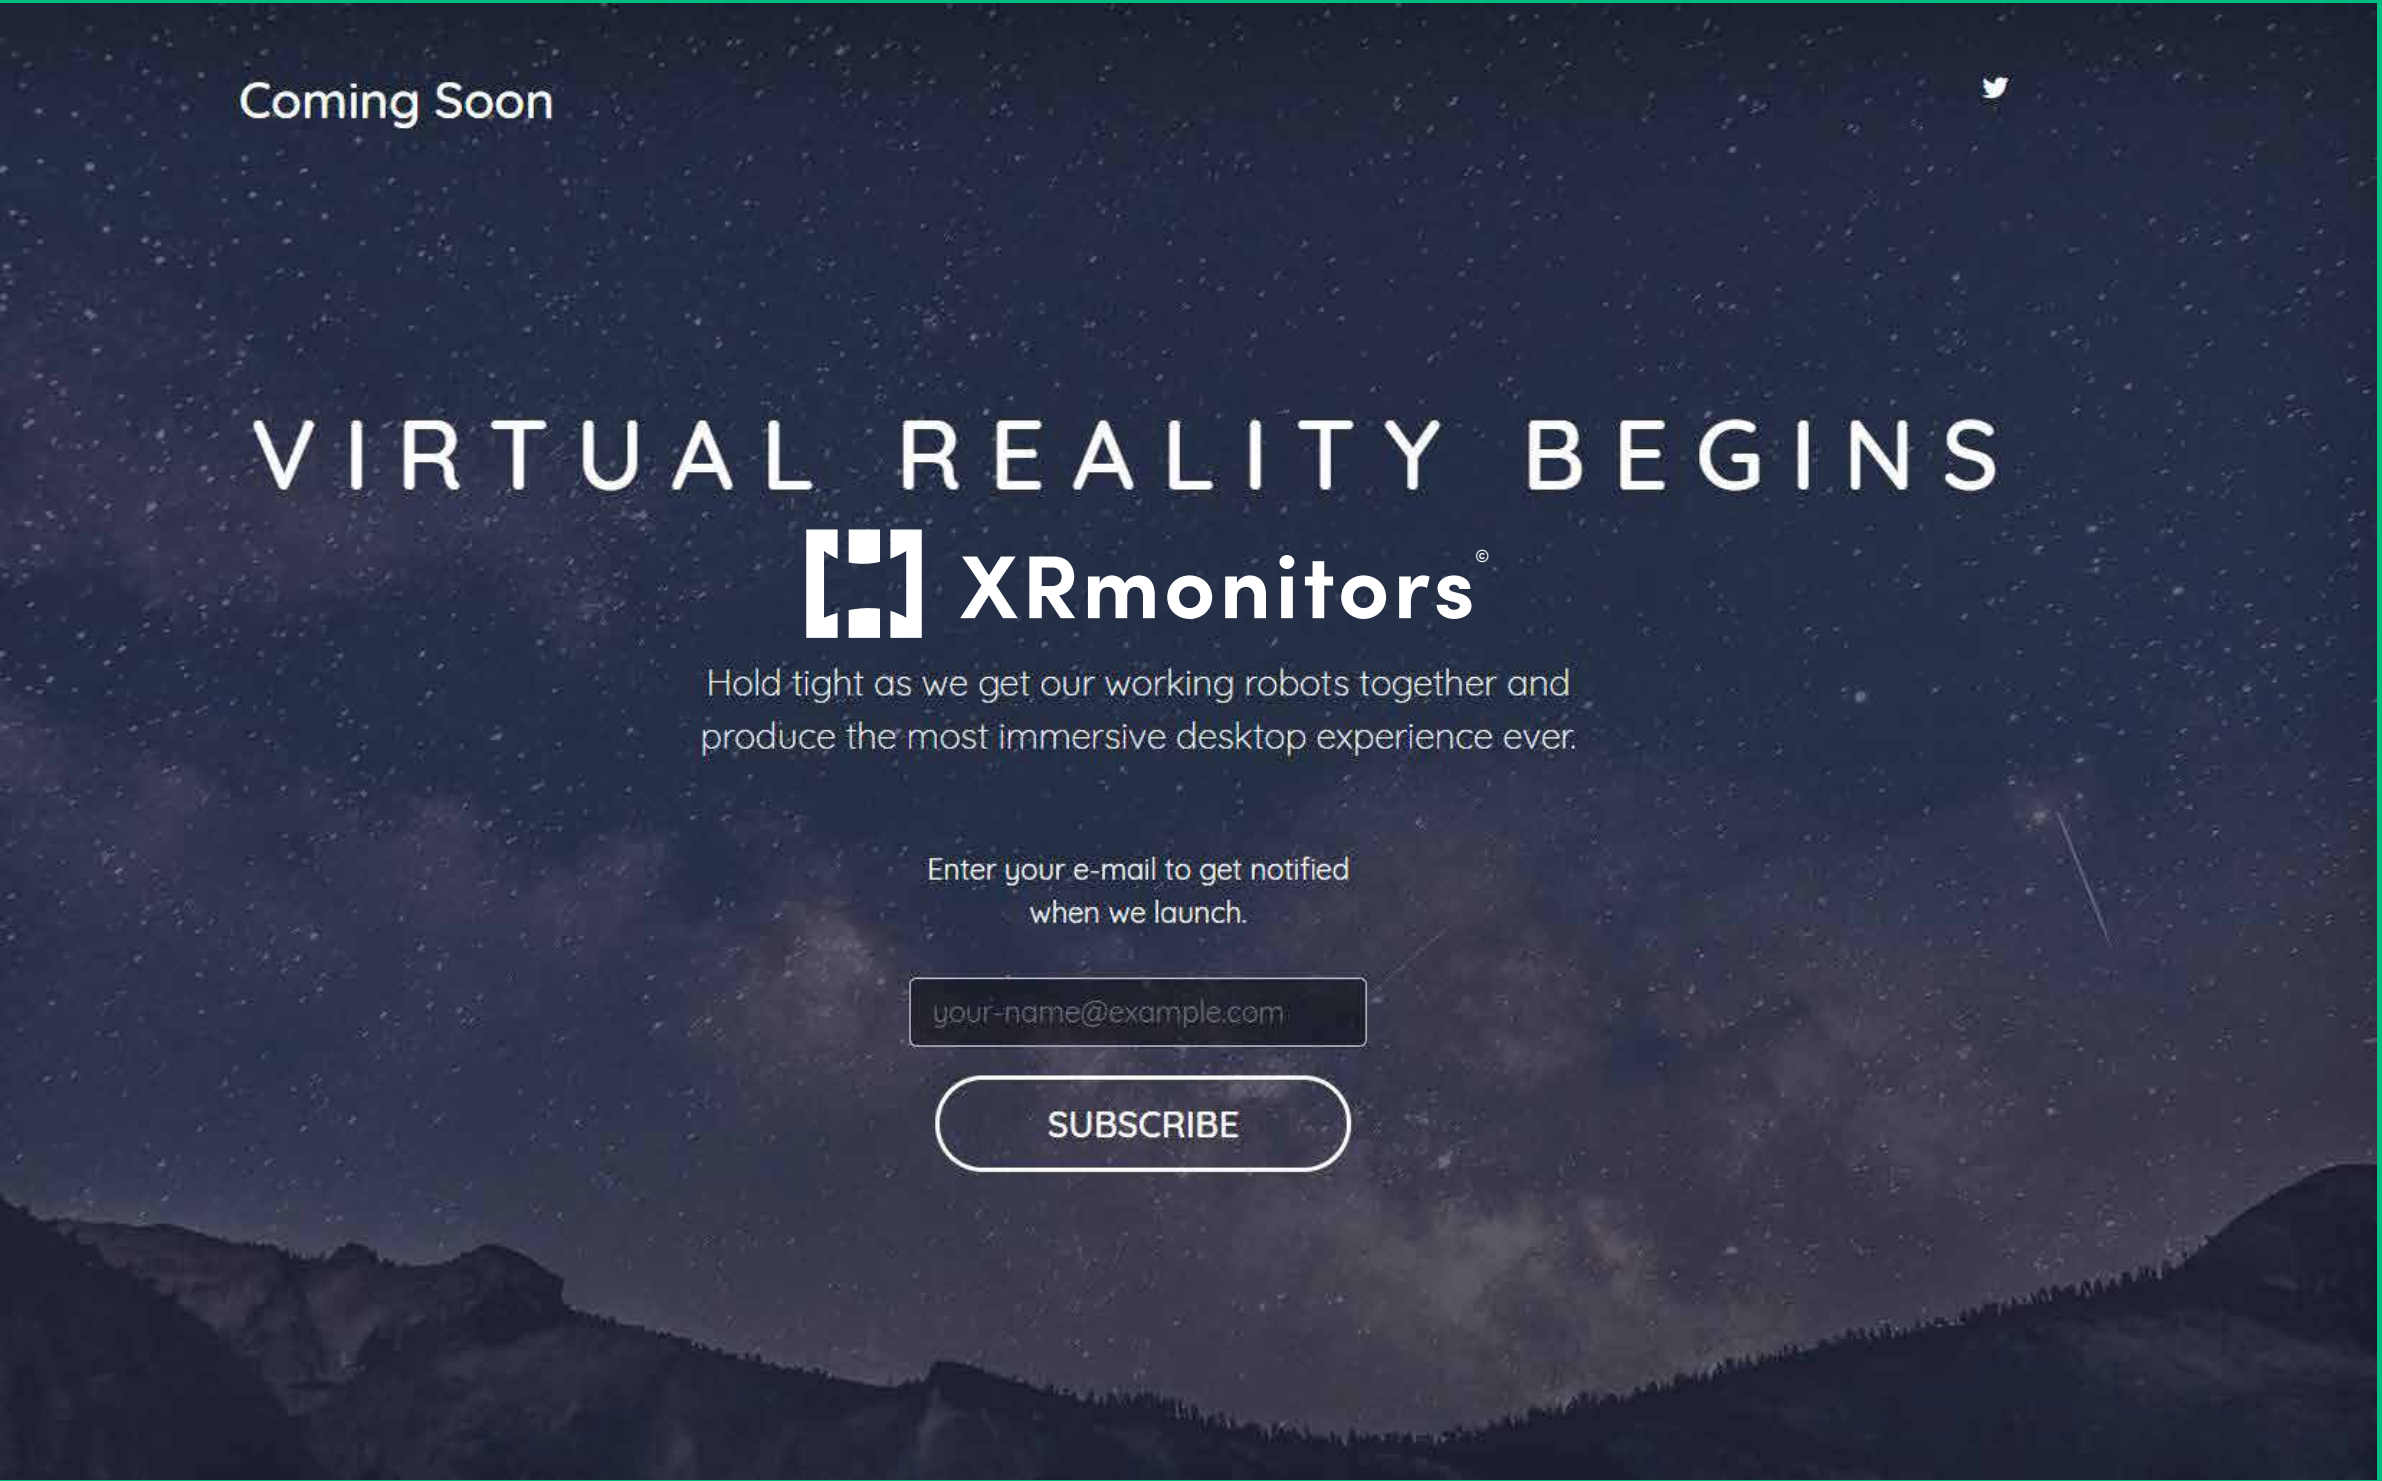 Coming Soon
VIRTUAL REALITY BEGINS
XRmonitors©
Hold tight as we get our working robots together and
produce the most immersive desktop experience ever.
Enter your e-mail to get notified
when we launch.
your-name@example.com
SUBSCRIBE